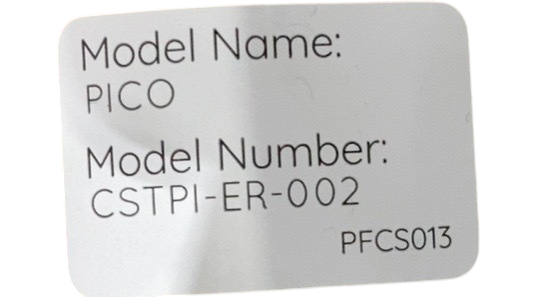 Model Name:
PICO
Model Number:
CSTPI-ER-002
PFCS013